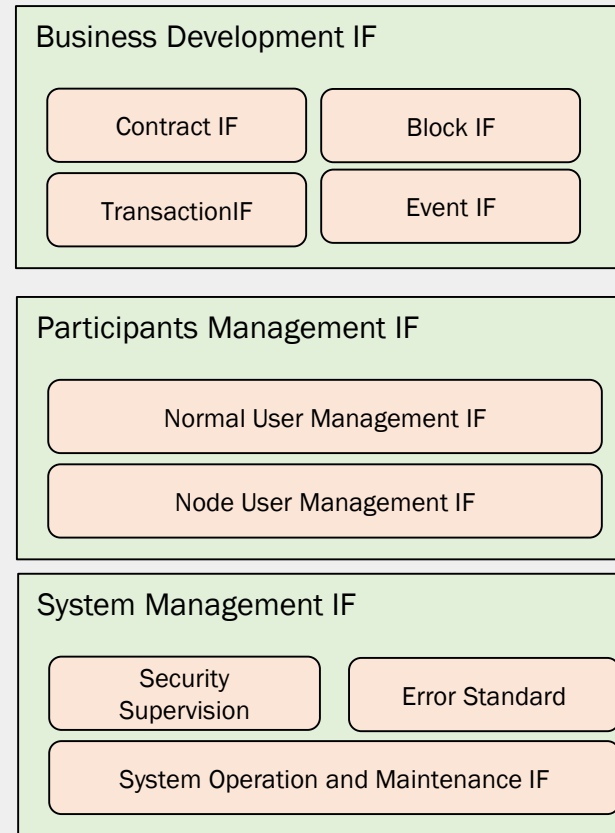 Business Development IF
Contract IF
Block IF
TransactionIF
Event IF
Participants Management IF
Normal User Management IF
Node User Management IF
System Management IF
Security
Supervision
Error Standard
System Operation and Maintenance IF